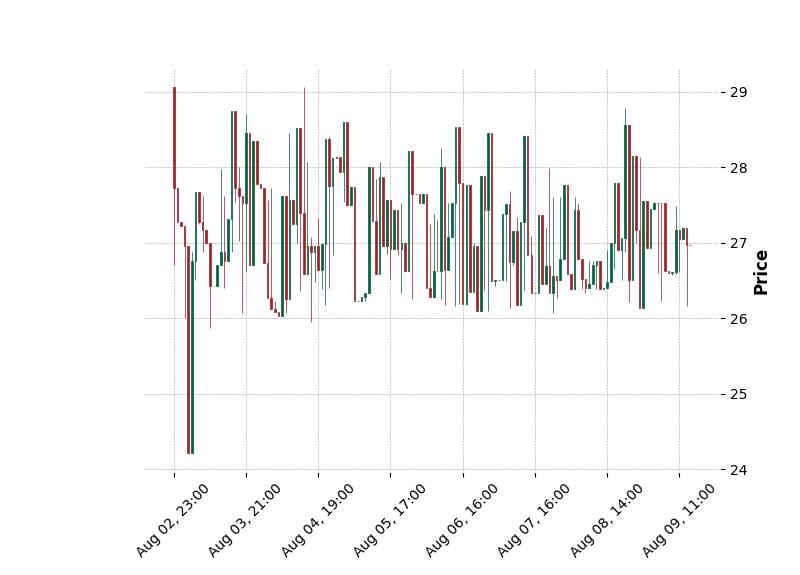 29
28
27
26
25
24
Price
Aug 02, 23:00
Aug 03, 21:00
Aug 04, 19:00
Aug 05, 17:00
Aug 06, 16:00
Aug 07, 16:00
Aug 08, 14:00
Aug 09, 11:00